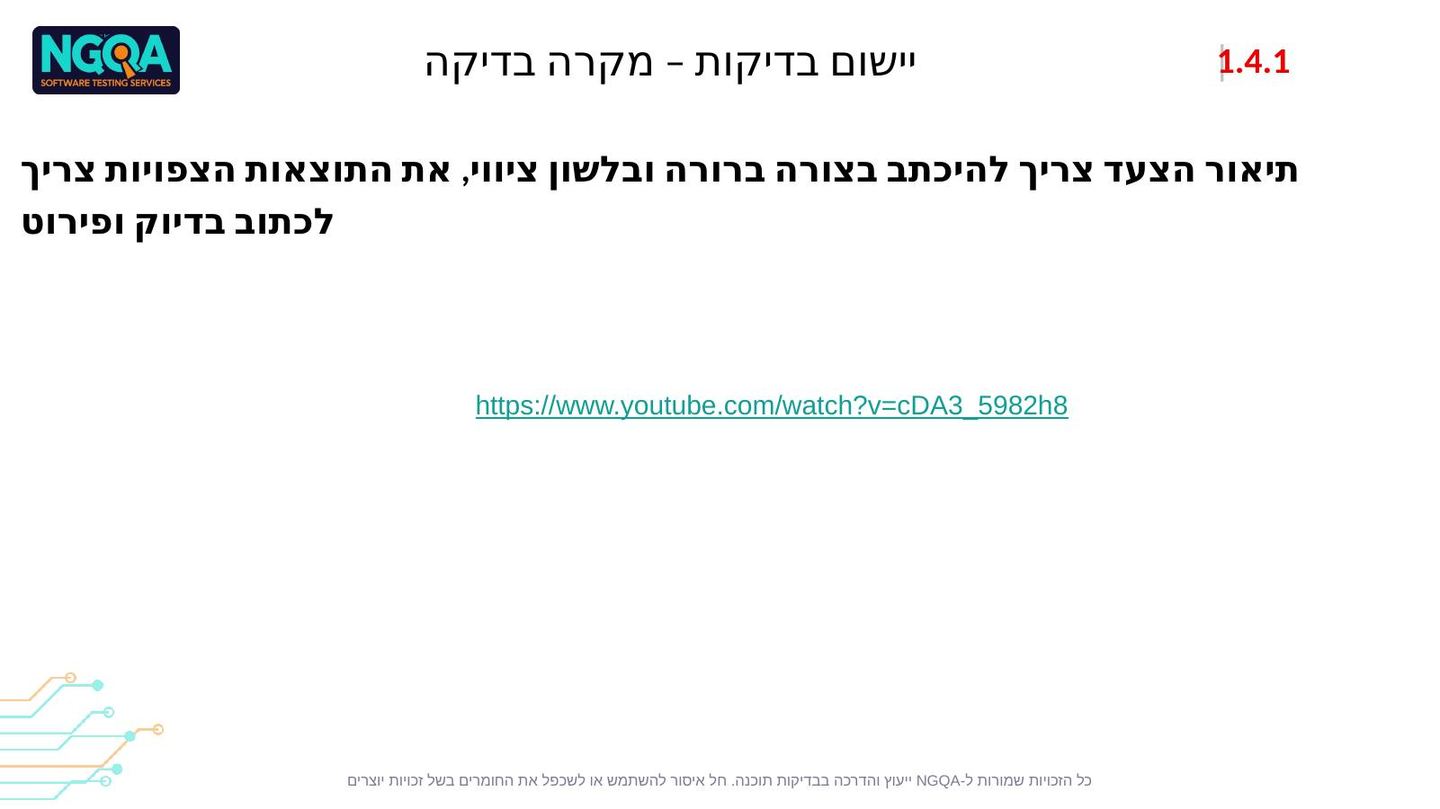 NGQA
SOFTWARE TESTING SERVICES
יישום בדיקות – מקרה בדיקה
1.4.1
תיאור הצעד צריך להיכתב בצורה ברורה ובלשון ציווי, את התוצאות הצפויות צריך
לכתוב בדיוק ופירוט
https://www.youtube.com/watch?v=cDA3_5982h8
כל הזכויות שמורות ל-NGQA ייעוץ והדרכה בבדיקות תוכנה. חל איסור להשתמש או לשכפל את החומרים בשל זכויות יוצרים